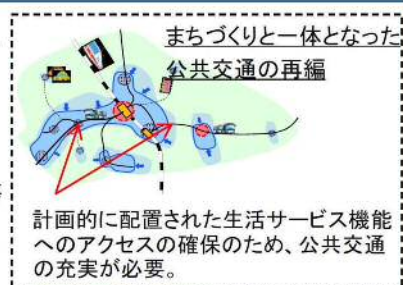 まちづくりと一体となった
公共交通の再編
計画的に配置された生活サービス機能
へのアクセスの確保のため、公共交通
の充実が必要。